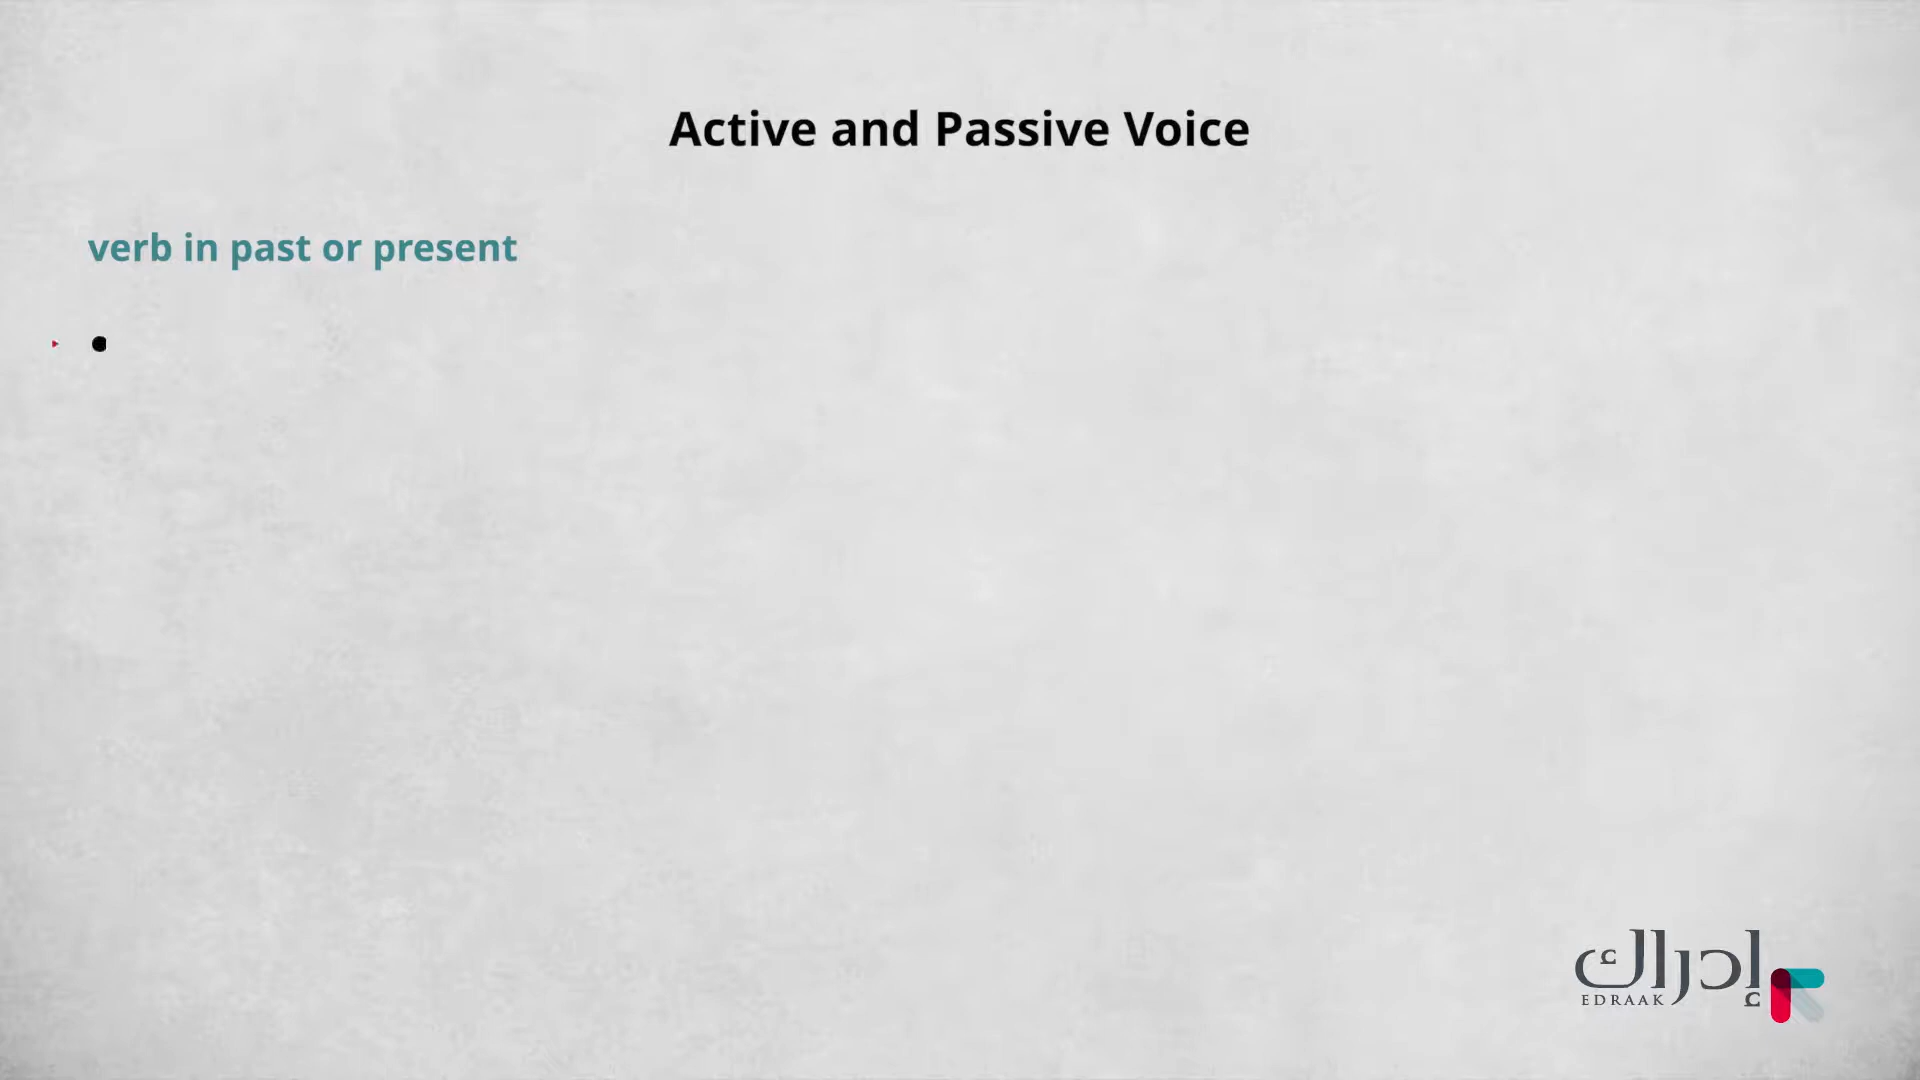 Active and Passive Voice
verb in past or present
إدراك
EDRAAK